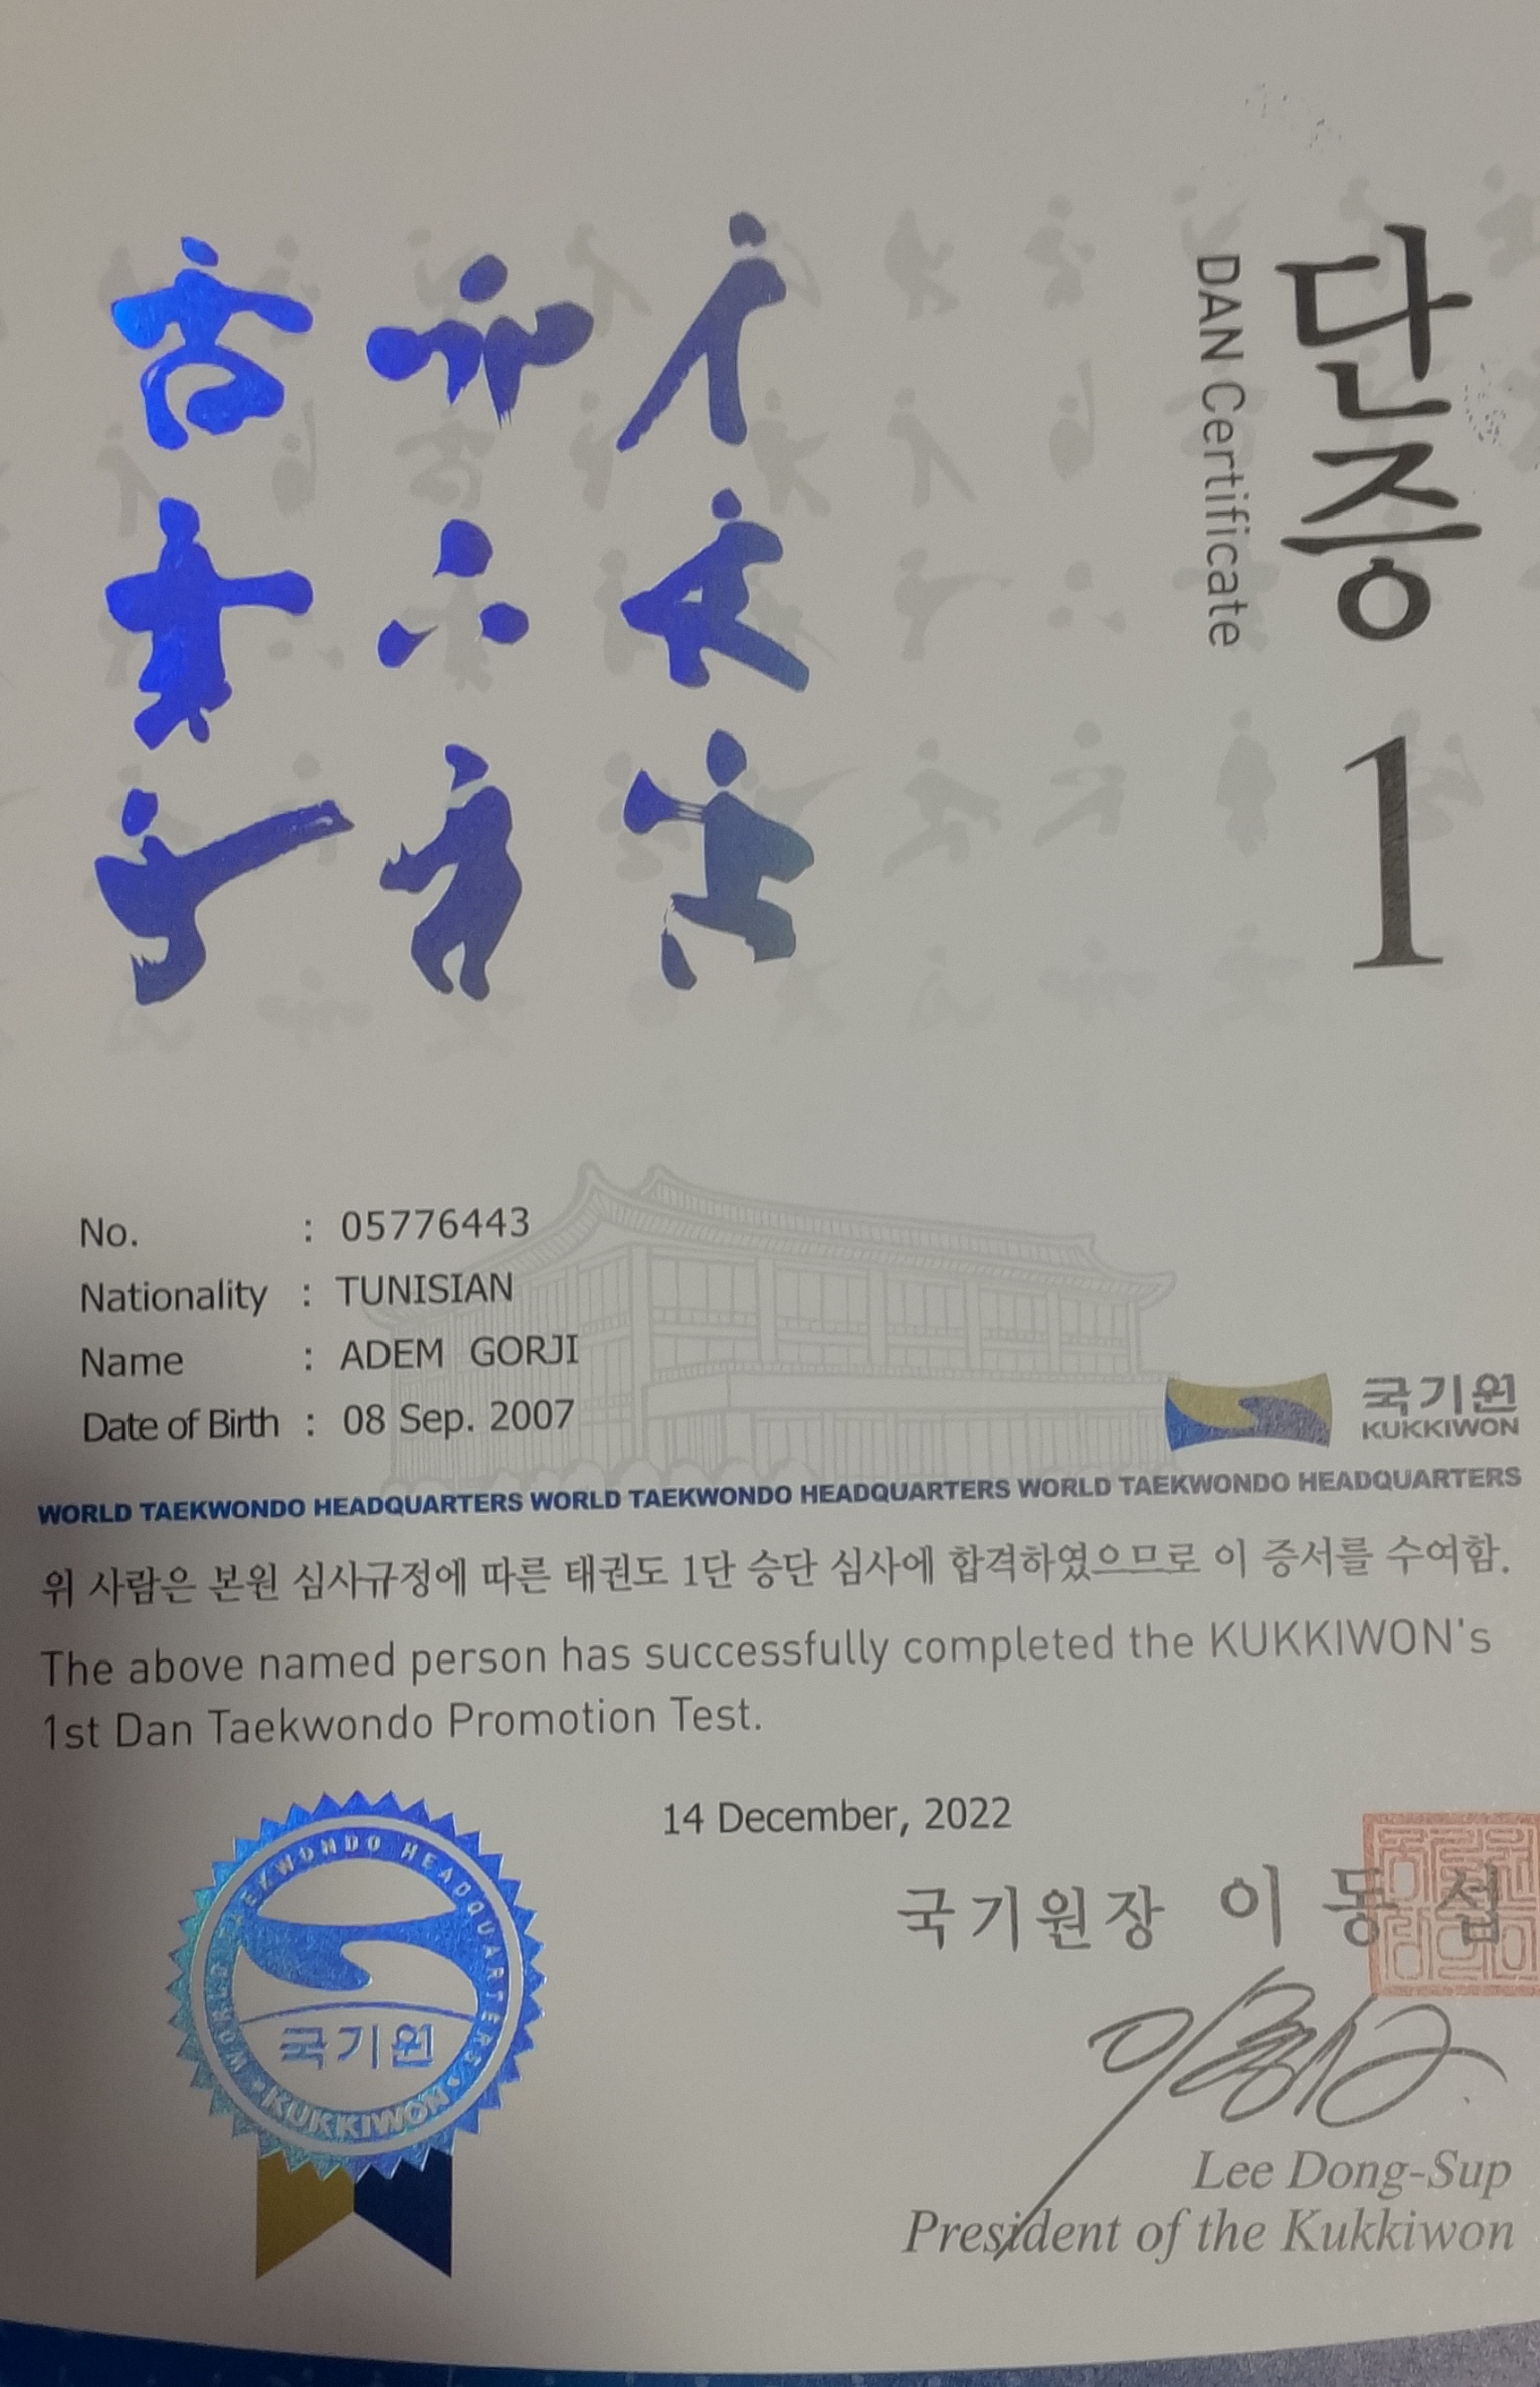 단증 1
DAN Certificate
No. : 05776443
Nationality : TUNISIAN
Name : ADEM GORJI
Date of Birth : 08 Sep. 2007
국기원
KUKKIWON
WORLD TAEKWONDO HEADQUARTERS WORLD TAEKWONDO HEADQUARTERS WORLD TAEKWONDO HEADQUARTERS
위 사람은 본원 심사규정에 따른 태권도 1단 승단 심사에 합격하였으므로 이 증서를 수여함.
The above named person has successfully completed the KUKKIWON's
1st Dan Taekwondo Promotion Test.
14 December, 2022
WORLD TAEKWONDO HEADQUARTERS
국기원
KUKKIWON
국기원장 이동섭
Lee Dong-Sup
President of the Kukkiwon